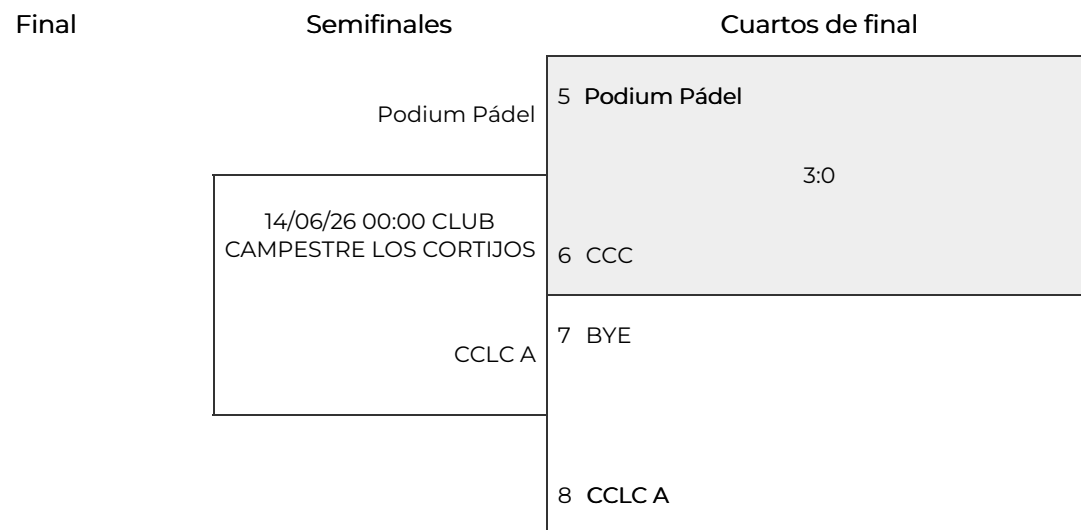 Final
Semifinales
Cuartos de final
Podium Pádel
5 Podium Pádel
3:0
14/06/26 00:00 CLUB
CAMPESTRE LOS CORTIJOS
6 CCC
7 BYE
CCLC A
8 CCLC A